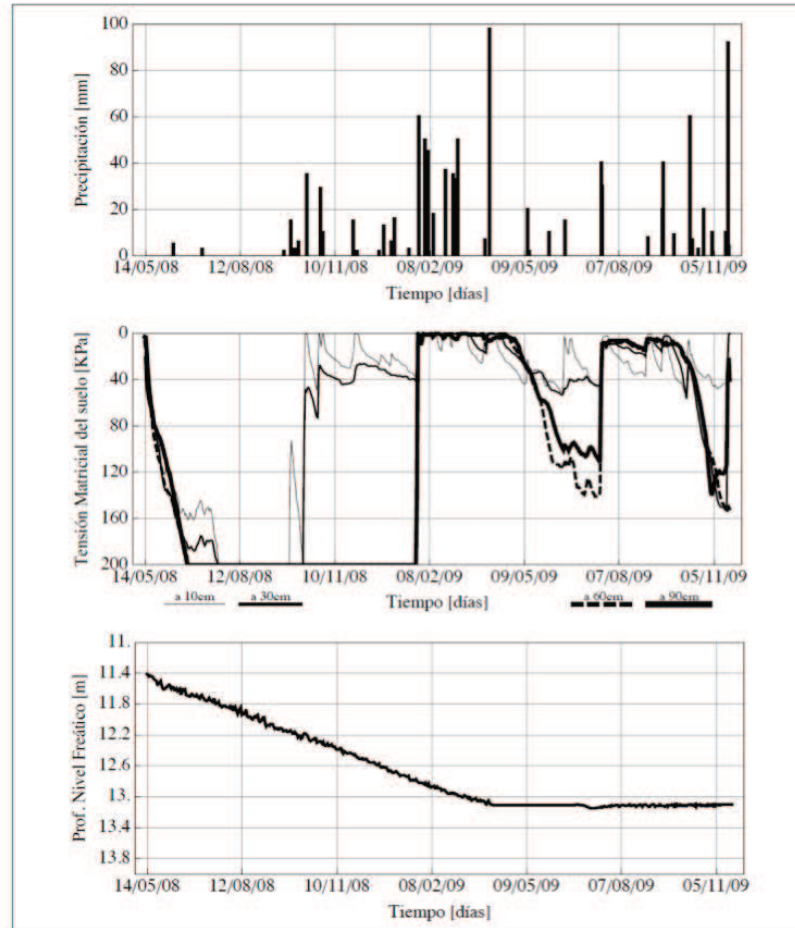 Precipitación [mm]
100
80
60
40
20
0
14/05/08 12/08/08 10/11/08 08/02/09 09/05/09 07/08/09 05/11/09
Tiempo [días]
Tensión Matricial del suelo [KPa]
0
40
80
120
160
200
14/05/08 12/08/08 10/11/08 08/02/09 09/05/09 07/08/09 05/11/09
a 10cm a 30cm Tiempo [días] a 60cm a 90cm
Prof. Nivel Freático [m]
11.
11.4
11.8
12.2
12.6
13.
13.4
13.8
14/05/08 12/08/08 10/11/08 08/02/09 09/05/09 07/08/09 05/11/09
Tiempo [días]